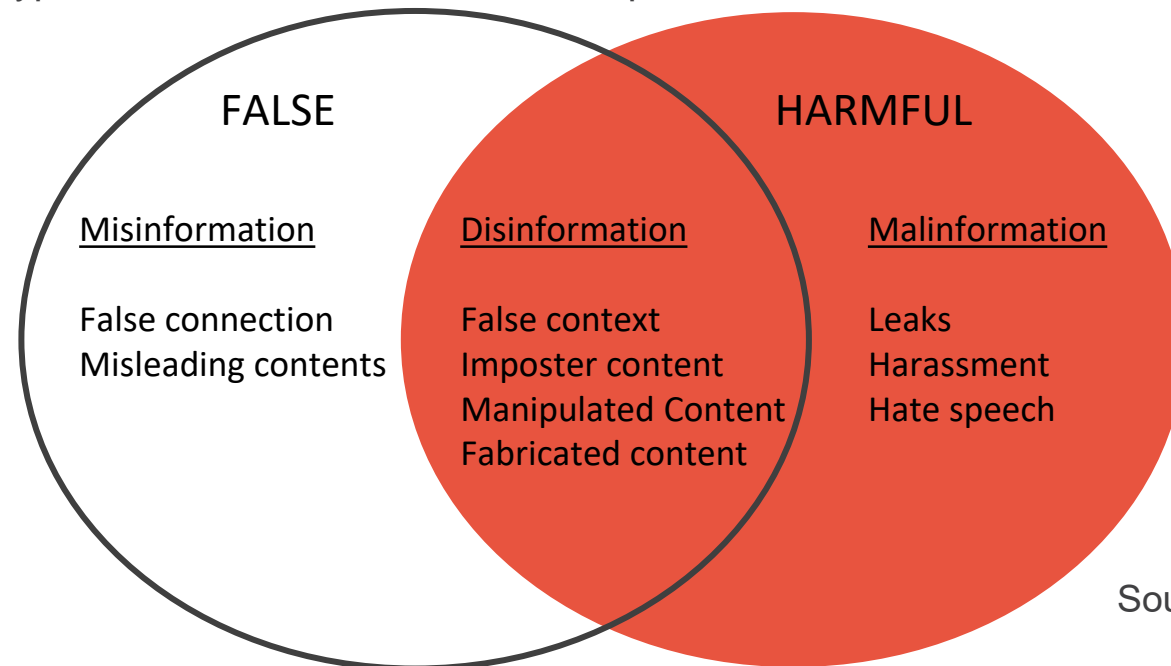 FALSE
HARMFUL
Misinformation
False connection
Misleading contents
Disinformation
False context
Imposter content
Manipulated Content
Fabricated content
Malinformation
Leaks
Harassment
Hate speech
Sou